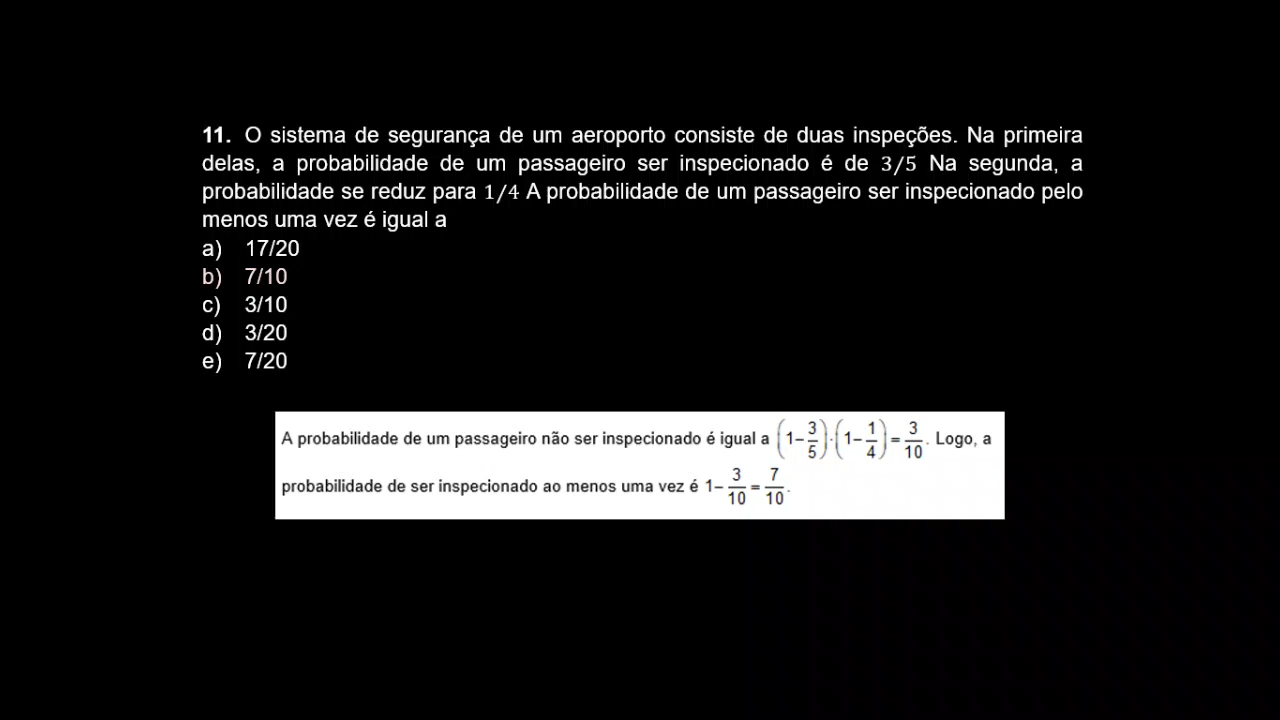 11. O sistema de segurança de um aeroporto consiste de duas inspeções. Na primeira
delas, a probabilidade de um passageiro ser inspecionado é de 3/5 Na segunda, a
probabilidade se reduz para 1/4 A probabilidade de um passageiro ser inspecionado pelo
menos uma vez é igual a
a) 17/20
b) 7/10
c) 3/10
d) 3/20
e) 7/20
A probabilidade de um passageiro não ser inspecionado é igual a (1−3/5)·(1−1/4)=3/10. Logo, a
probabilidade de ser inspecionado ao menos uma vez é 1−3/10=7/10.